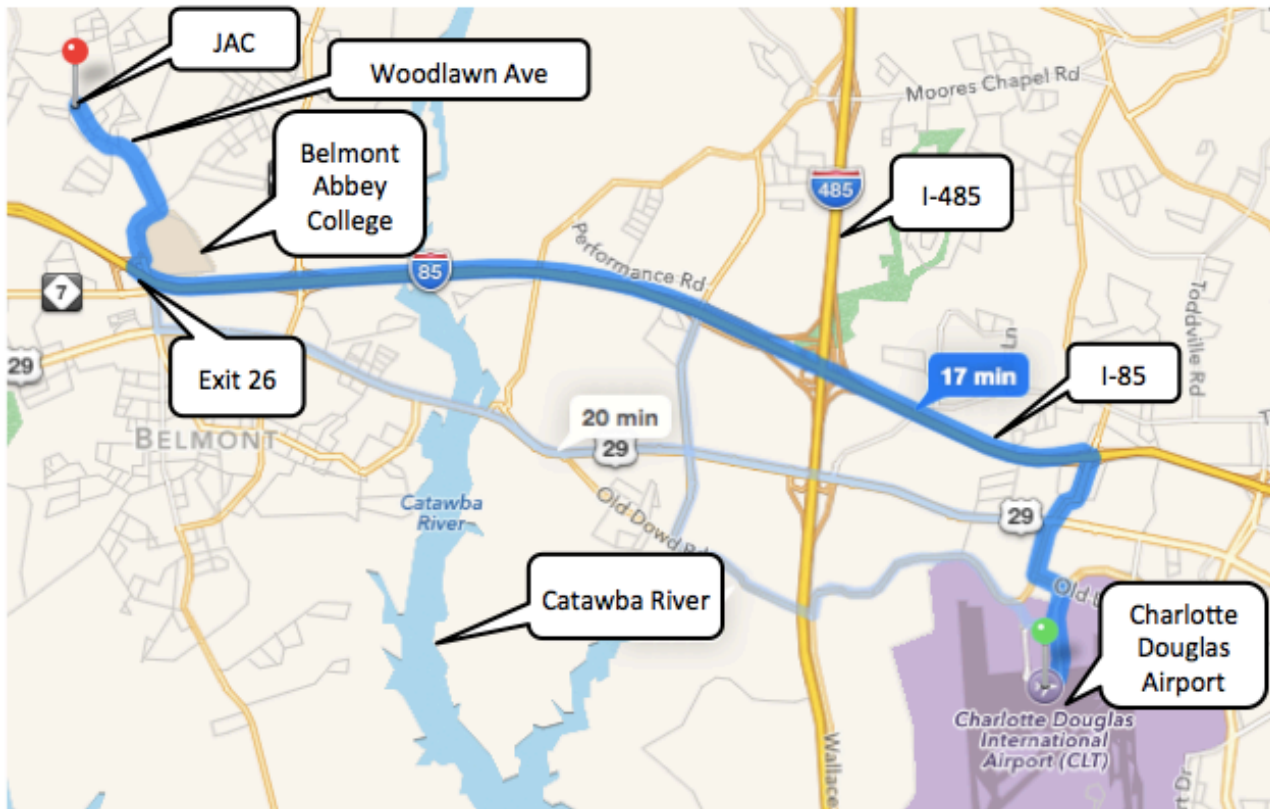 JAC
Woodlawn Ave
Moores Chapel Rd
Belmont
Abbey
College
485
I-485
Performance Rd
85
7
Toddville Rd
Ln
29
Exit 26
17 min
I-85
20 min
29
BELMONT
Catawba
River
29
Old Dowd Rd
Catawba River
Charlotte
Douglas
Airport
Charlotte Douglas
International
Airport (CLT)
Wallace